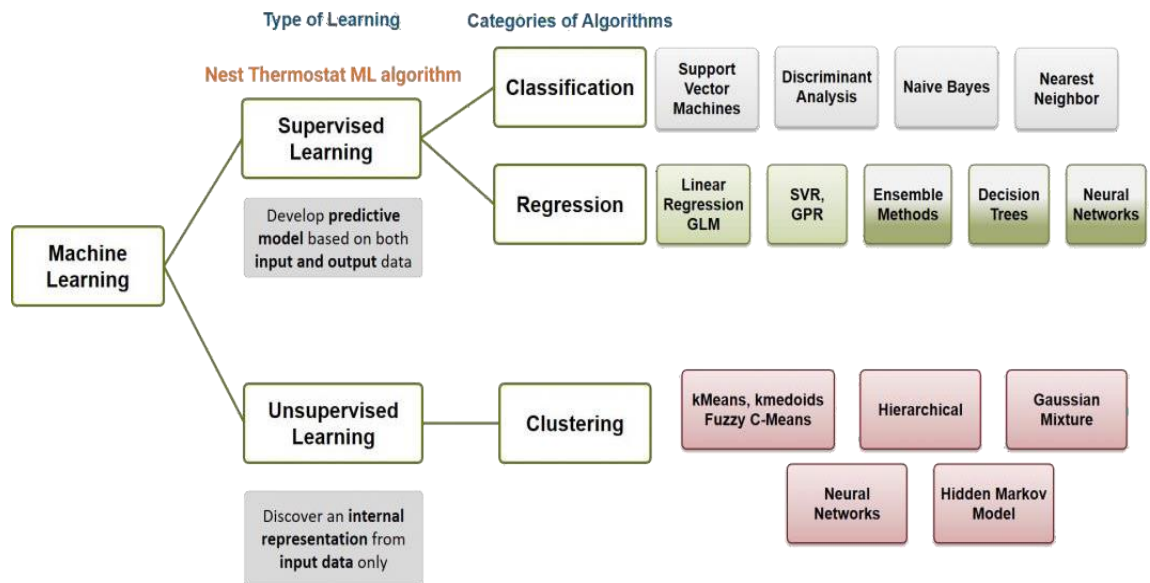 Type of Learning
Categories of Algorithms
Nest Thermostat ML algorithm
Machine
Learning
Supervised
Learning
Develop predictive
model based on both
input and output data
Classification
Support
Vector
Machines
Discriminant
Analysis
Naive Bayes
Nearest
Neighbor
Regression
Linear
Regression
GLM
SVR,
GPR
Ensemble
Methods
Decision
Trees
Neural
Networks
Unsupervised
Learning
Discover an internal
representation from
input data only
Clustering
kMeans, kmedoids
Fuzzy C-Means
Hierarchical
Gaussian
Mixture
Neural
Networks
Hidden Markov
Model